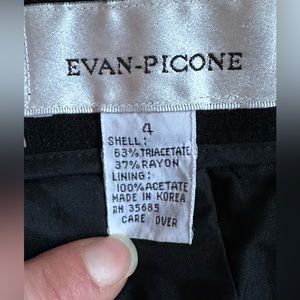 EVAN-PICONE
4
SHELL:
63% TRIACETATE
37% RAYON
LINING:
100% ACETATE
MADE IN KOREA
RN 35685
CARE OVER